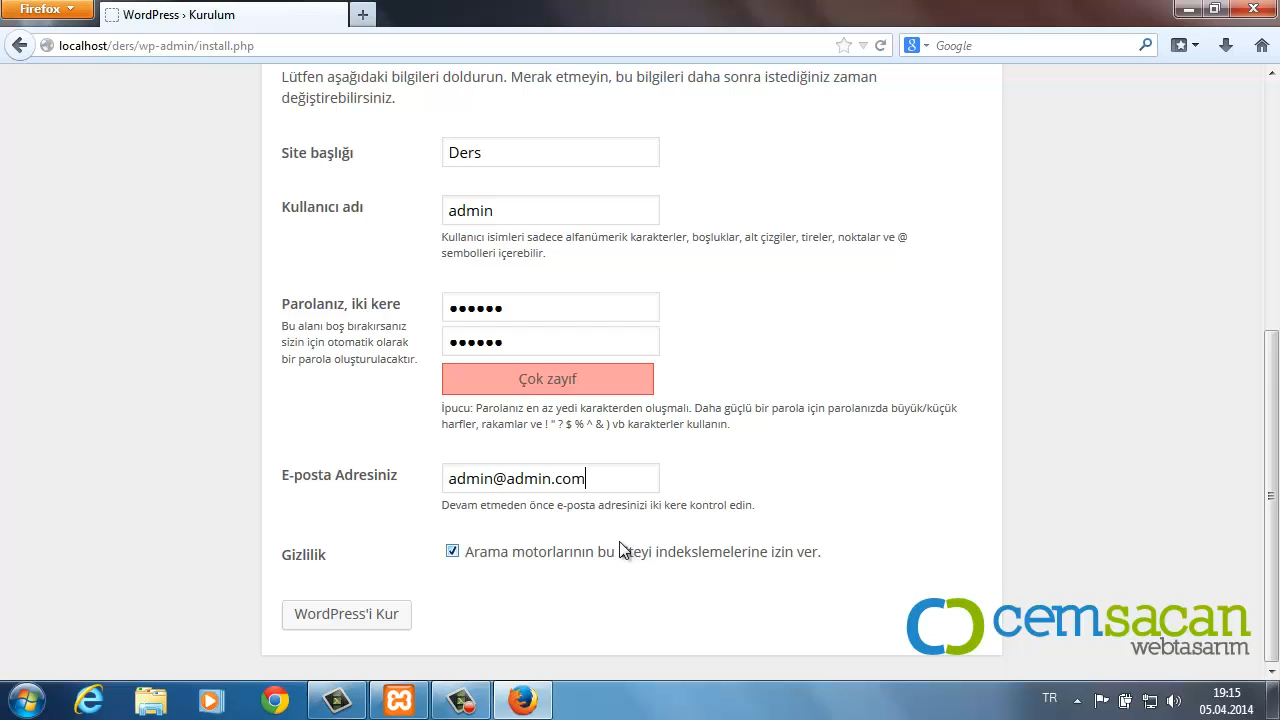 Firefox
WordPress › Kurulum
localhost/ders/wp-admin/install.php
Google
Lütfen aşağıdaki bilgileri doldurun. Merak etmeyin, bu bilgileri daha sonra istediğiniz zaman
değiştirebilirsiniz.
Site başlığı
Ders
Kullanıcı adı
admin
Kullanıcı isimleri sadece alfanümerik karakterler, boşluklar, alt çizgiler, tireler, noktalar ve @
sembolleri içerebilir.
Parolanız, iki kere
Bu alanı boş bırakırsanız
sizin için otomatik olarak
bir parola oluşturulacaktır.
●●●●●●
●●●●●●
Çok zayıf
İpucu: Parolanız en az yedi karakterden oluşmalı. Daha güçlü bir parola için parolanızda büyük/küçük
harfler, rakamlar ve ! " ? $ % ^ & ) vb karakterler kullanın.
E-posta Adresiniz
admin@admin.com
Devam etmeden önce e-posta adresinizi iki kere kontrol edin.
Gizlilik
Arama motorlarının bu siteyi indekslemelerine izin ver.
WordPress'i Kur
cemsacan
webtasarım
TR
19:15
05.04.2014